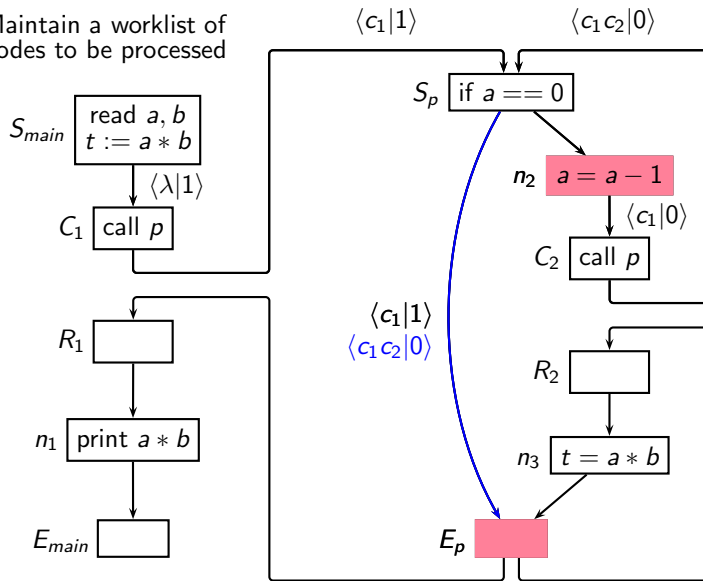 Maintain a worklist of
nodes to be processed
⟨c₁|1⟩
⟨c₁c₂|0⟩
S_main
read a, b
t := a ∗ b
⟨λ|1⟩
C₁
call p
R₁
n₁
print a ∗ b
E_main
S_p
if a == 0
n₂
a = a − 1
⟨c₁|0⟩
C₂
call p
⟨c₁|1⟩
⟨c₁c₂|0⟩
R₂
n₃
t = a ∗ b
E_p